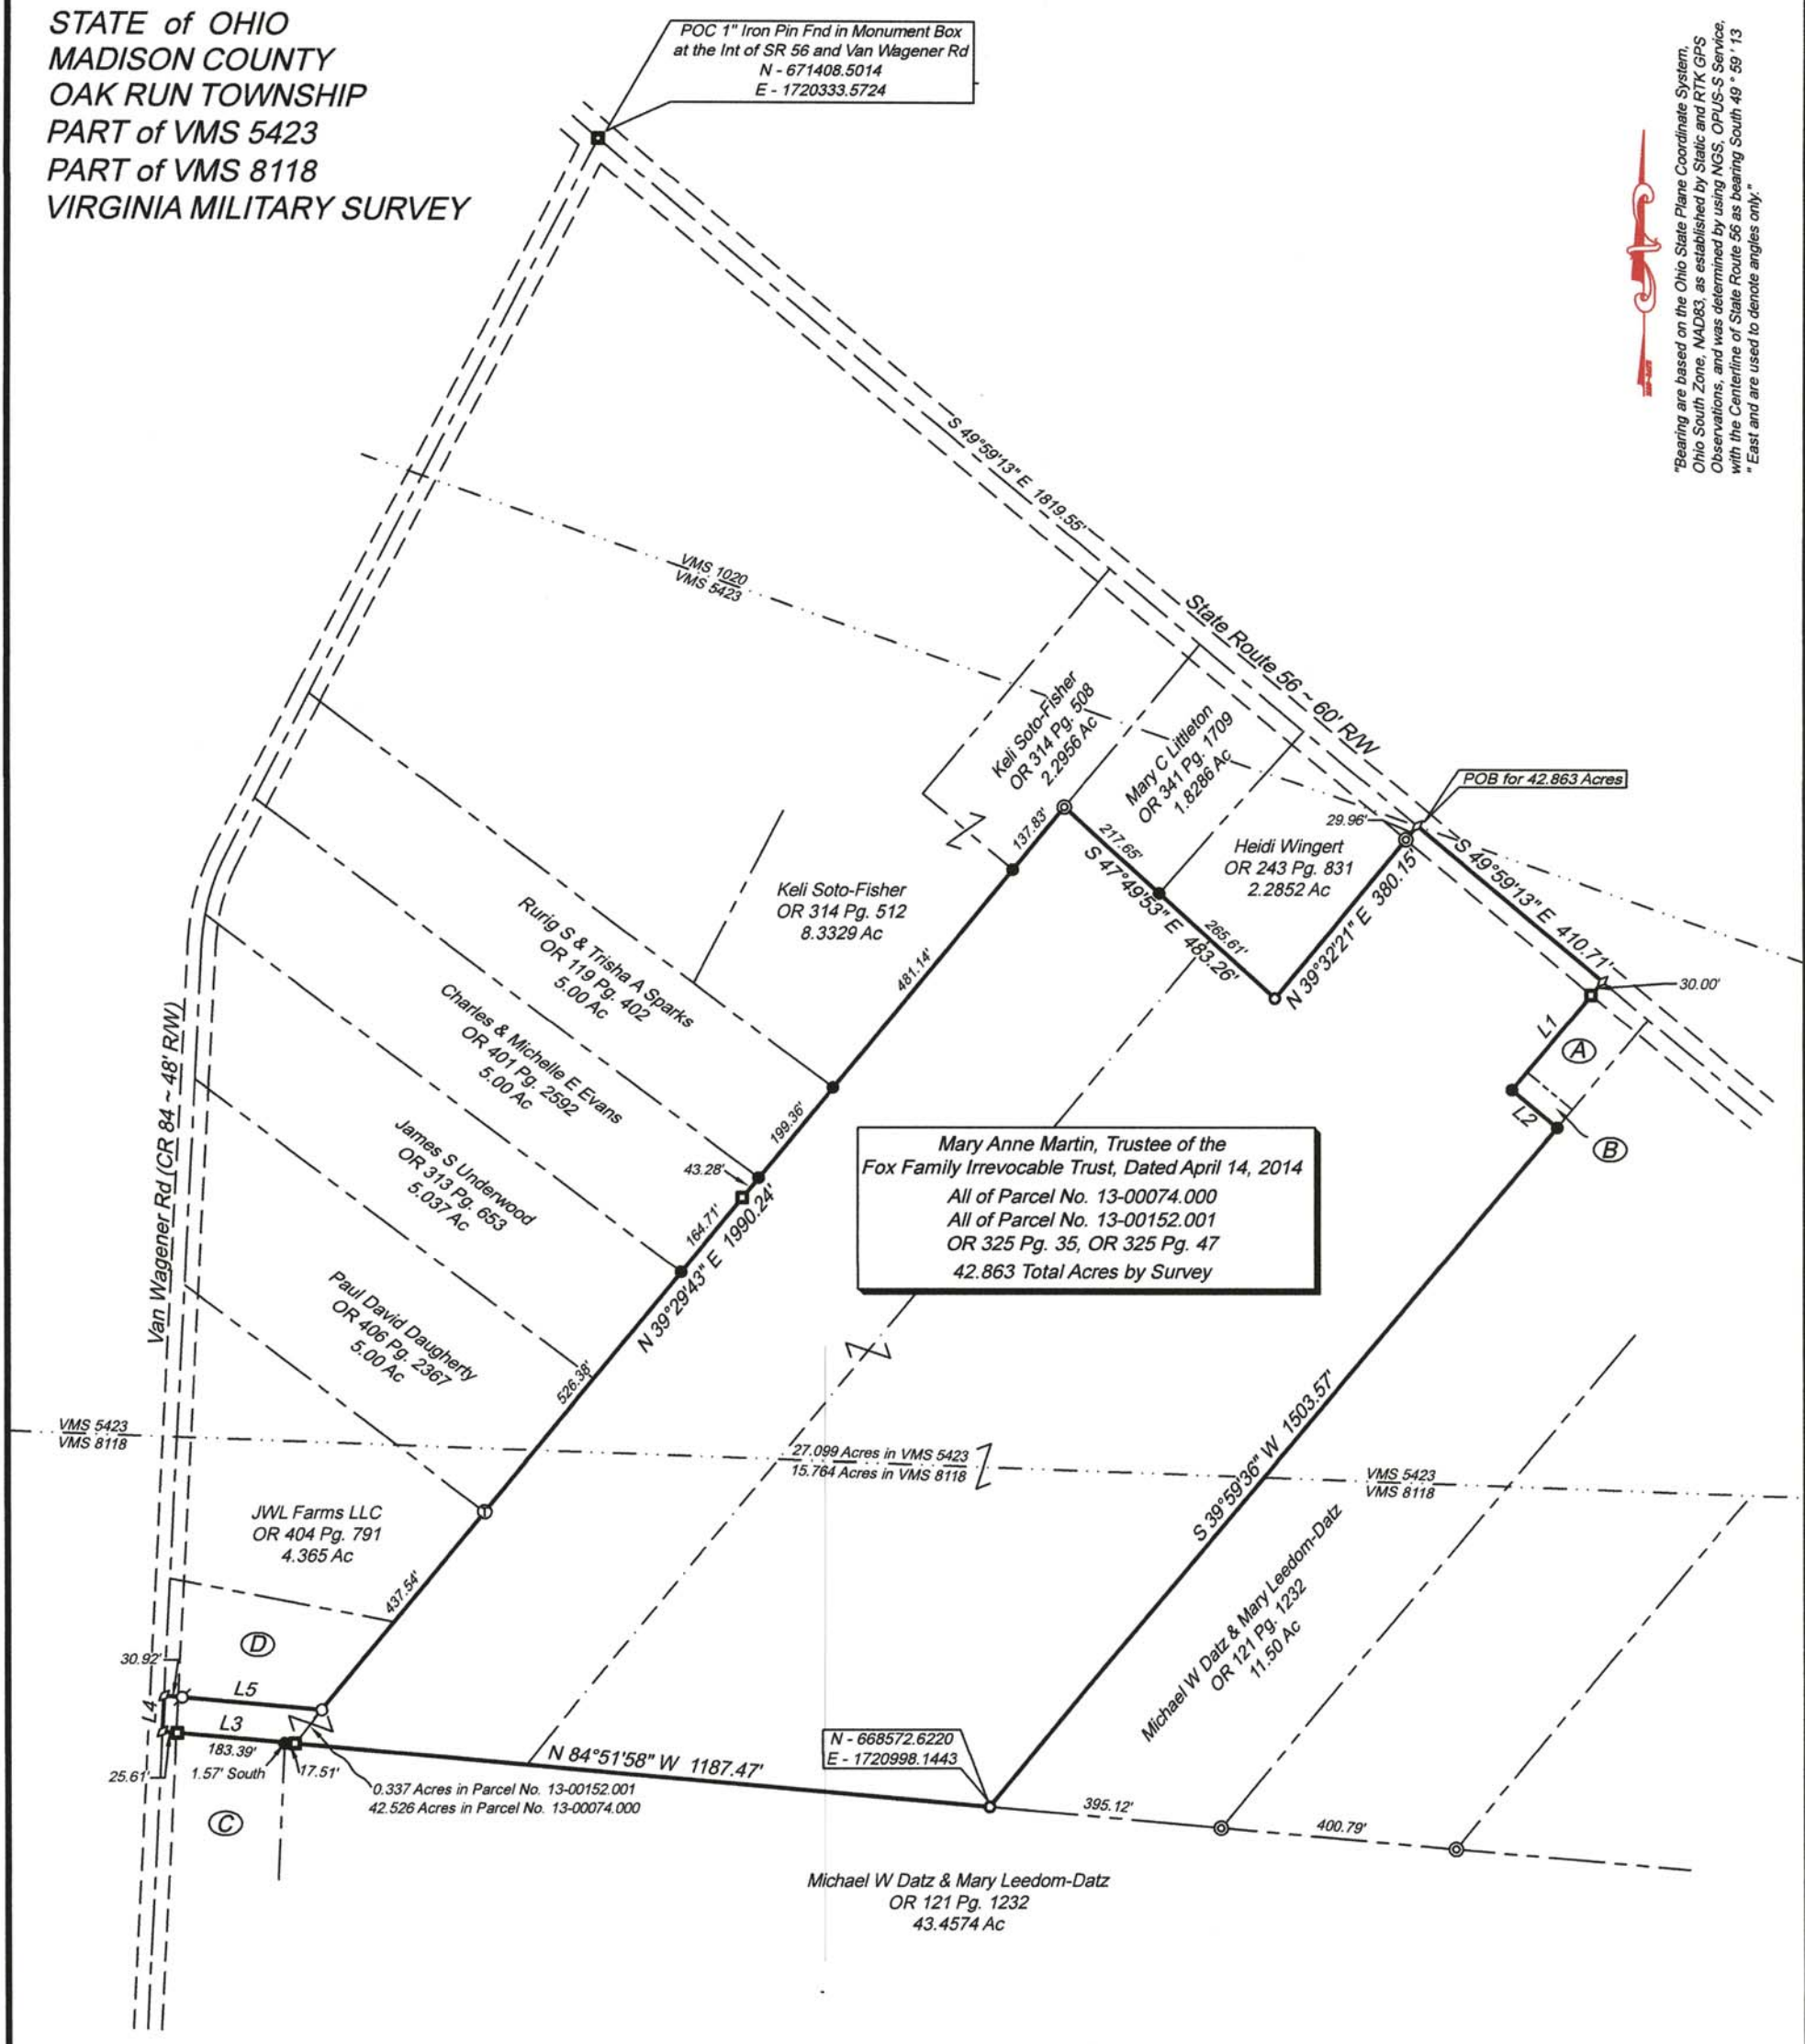 STATE of OHIO
MADISON COUNTY
OAK RUN TOWNSHIP
PART of VMS 5423
PART of VMS 8118
VIRGINIA MILITARY SURVEY
POC 1" Iron Pin Fnd in Monument Box
at the Int of SR 56 and Van Wagener Rd
N - 671408.5014
E - 1720333.5724
"Bearing are based on the Ohio State Plane Coordinate System,
Ohio South Zone, NAD83, as established by Static and RTK GPS
Observations, and was determined by using NGS, OPUS-S Service,
with the Centerline of State Route 56 as bearing South 49 ° 59 ' 13
" East and are used to denote angles only."
S 49°59'13" E 1819.55'
VMS 1020
VMS 5423
State Route 56 ~ 60' R/W
Keli Soto-Fisher
OR 314 Pg. 508
2.2956 Ac
Mary C Littleton
OR 341 Pg. 1709
1.8286 Ac
POB for 42.863 Acres
29.96'
Heidi Wingert
OR 243 Pg. 831
2.2852 Ac
137.83'
217.65'
S 47°49'53" E 483.26'
265.61'
N 39°32'21" E 380.15'
S 49°59'13" E 410.71'
30.00'
L1
A
L2
B
Keli Soto-Fisher
OR 314 Pg. 512
8.3329 Ac
481.14'
Rurig S & Trisha A Sparks
OR 119 Pg. 402
5.00 Ac
Charles & Michelle E Evans
OR 401 Pg. 2592
5.00 Ac
James S Underwood
OR 313 Pg. 653
5.037 Ac
Paul David Daugherty
OR 406 Pg. 2367
5.00 Ac
Van Wagener Rd (CR 84 ~ 48' R/W)
199.36'
43.28'
164.71'
N 39°29'43" E 1990.24'
526.38'
Mary Anne Martin, Trustee of the
Fox Family Irrevocable Trust, Dated April 14, 2014
All of Parcel No. 13-00074.000
All of Parcel No. 13-00152.001
OR 325 Pg. 35, OR 325 Pg. 47
42.863 Total Acres by Survey
VMS 5423
VMS 8118
27.099 Acres in VMS 5423
15.764 Acres in VMS 8118
S 39°59'36" W 1503.57'
VMS 5423
VMS 8118
JWL Farms LLC
OR 404 Pg. 791
4.365 Ac
437.54'
Michael W Datz & Mary Leedom-Datz
OR 121 Pg. 1232
11.50 Ac
D
30.92'
L5
L4
L3
183.39'
25.61'
1.57' South
17.51'
N 84°51'58" W 1187.47'
0.337 Acres in Parcel No. 13-00152.001
42.526 Acres in Parcel No. 13-00074.000
C
N - 668572.6220
E - 1720998.1443
395.12'
400.79'
Michael W Datz & Mary Leedom-Datz
OR 121 Pg. 1232
43.4574 Ac